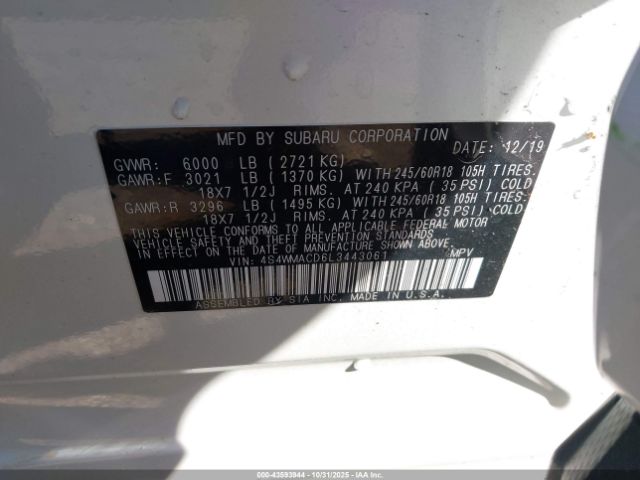 MFD BY SUBARU CORPORATION DATE: 12/19
GVWR: 6000 LB (2721 KG)
GAWR:F 3021 LB (1370 KG) WITH 245/60R18 105H TIRES.
18X7 1/2J RIMS. AT 240 KPA (35 PSI) COLD
GAWR:R 3296 LB (1495 KG) WITH 245/60R18 105H TIRES.
18X7 1/2J RIMS. AT 240 KPA (35 PSI) COLD
THIS VEHICLE CONFORMS TO ALL APPLICABLE FEDERAL MOTOR
VEHICLE SAFETY AND THEFT PREVENTION STANDARDS
IN EFFECT ON THE DATE OF MANUFACTURE SHOWN ABOVE.
VIN: 4S4WMACD6L3443061 MPV
ASSEMBLED BY SIA INC. MADE IN U.S.A.
000-43593944 - 10/31/2025 - IAAI Corp.